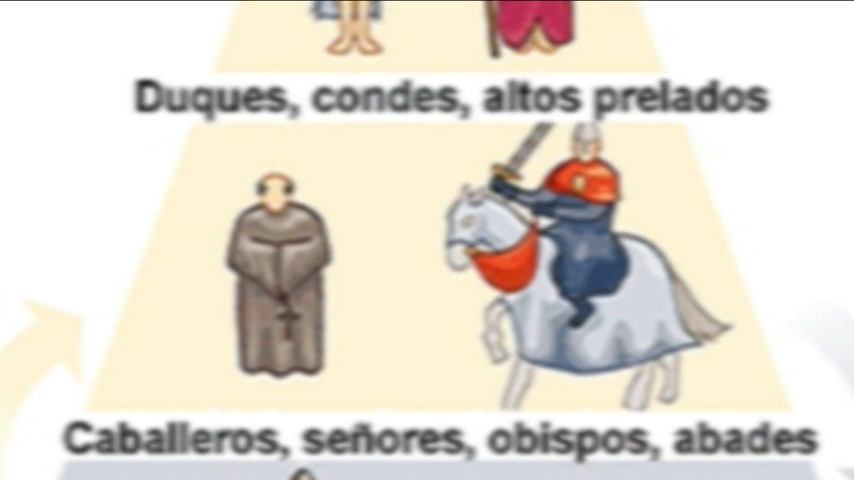 Duques, condes, altos prelados
Caballeros, señores, obispos, abades